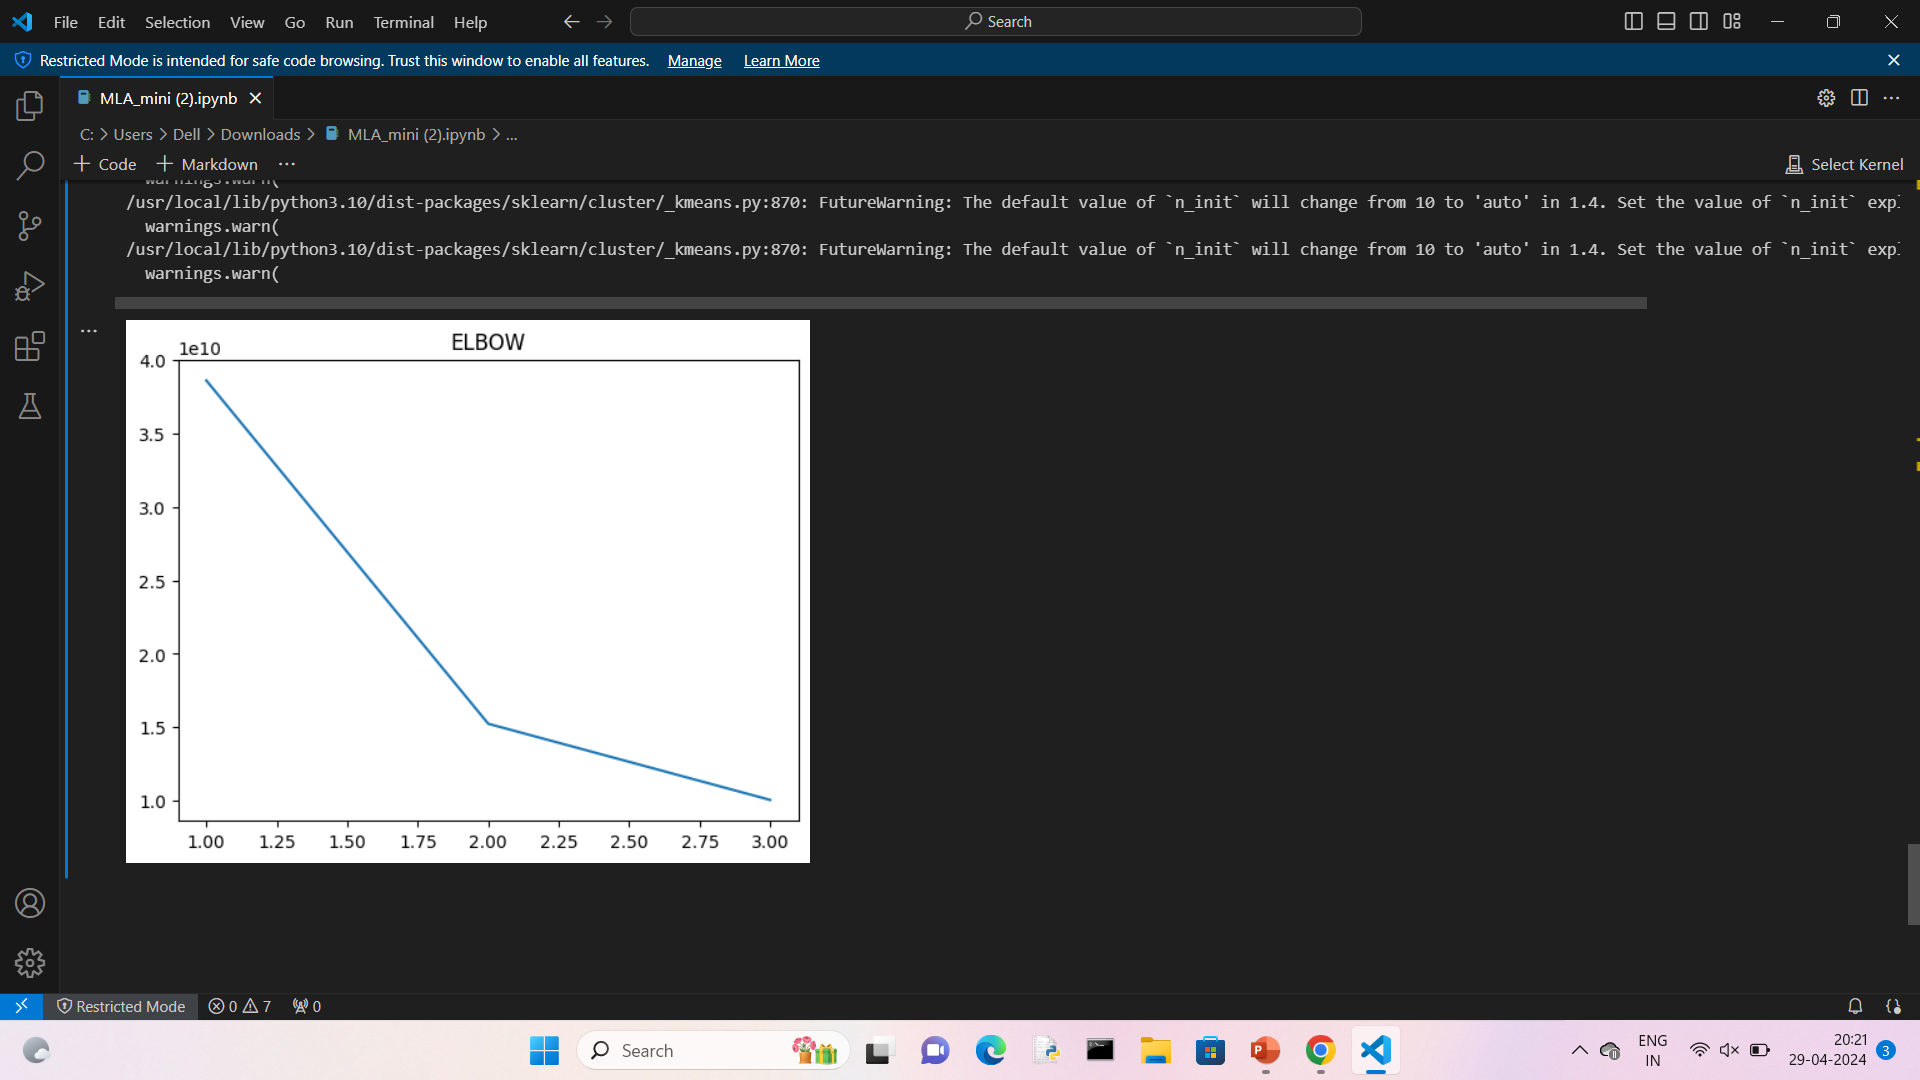 File Edit Selection View Go Run Terminal Help
Search
Restricted Mode is intended for safe code browsing. Trust this window to enable all features. Manage Learn More
MLA_mini (2).ipynb
C: > Users > Dell > Downloads > MLA_mini (2).ipynb > ...
+ Code + Markdown ...
Select Kernel
warnings.warn(
/usr/local/lib/python3.10/dist-packages/sklearn/cluster/_kmeans.py:870: FutureWarning: The default value of `n_init` will change from 10 to 'auto' in 1.4. Set the value of `n_init` expl
warnings.warn(
/usr/local/lib/python3.10/dist-packages/sklearn/cluster/_kmeans.py:870: FutureWarning: The default value of `n_init` will change from 10 to 'auto' in 1.4. Set the value of `n_init` expl
warnings.warn(
ELBOW
1e10
4.0
3.5
3.0
2.5
2.0
1.5
1.0
1.00 1.25 1.50 1.75 2.00 2.25 2.50 2.75 3.00
Restricted Mode 0 7 0
Search
ENG
IN
20:21
29-04-2024
3